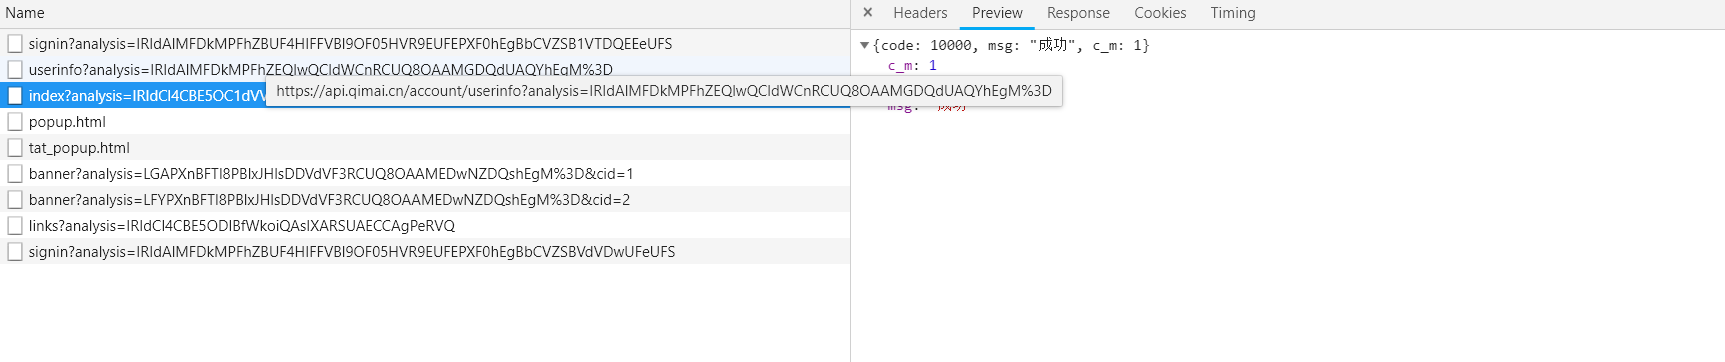 Name
signin?analysis=IRIdAIMFDkMPFhZBUF4HIFFVBI9OF05HVR9EUFEPXF0hEgBbCVZSB1VTDQEEeUFS
userinfo?analysis=IRIdAIMFDkMPFhZEQIwQCIdWCnRCUQ8OAAMGDQdUAQYhEgM%3D
index?analysis=IRIdCI4CBE5OC1dVV
popup.html
tat_popup.html
banner?analysis=LGAPXnBFTI8PBIxJHIsDDVdVF3RCUQ8OAAMEDwNZDQshEgM%3D&cid=1
banner?analysis=LFYPXnBFTI8PBIxJHIsDDVdVF3RCUQ8OAAMEDwNZDQshEgM%3D&cid=2
links?analysis=IRIdCI4CBE5ODIBfWkoiQAsIXARSUAECCAgPeRVQ
signin?analysis=IRIdAIMFDkMPFhZBUF4HIFFVBI9OF05HVR9EUFEPXF0hEgBbCVZSBVdVDwUFeUFS
https://api.qimai.cn/account/userinfo?analysis=IRIdAIMFDkMPFhZEQIwQCIdWCnRCUQ8OAAMGDQdUAQYhEgM%3D
× Headers Preview Response Cookies Timing
▼{code: 10000, msg: "成功", c_m: 1}
c_m: 1
msg: "成功"